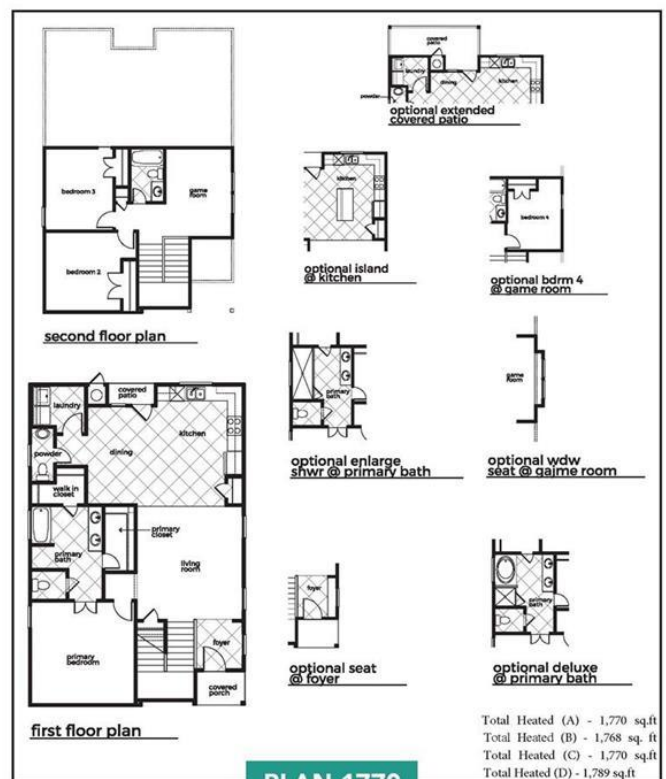 covered
patio
laundry
dining
kitchen
powder
optional extended
covered patio
bedroom 3
game
room
bedroom 2
second floor plan
kitchen
optional island
@ kitchen
bedroom 4
optional bdrm 4
@ game room
primary
bath
optional enlarge
shwr @ primary bath
game
room
optional wdw
seat @ gajme room
laundry
covered
patio
kitchen
powder
dining
walk in
closet
primary
closet
primary
bath
living
room
primary
bedroom
foyer
covered
porch
first floor plan
foyer
optional seat
@ foyer
primary
bath
optional deluxe
@ primary bath
Total Heated (A) - 1,770 sq.ft
Total Heated (B) - 1,768 sq. ft
Total Heated (C) - 1,770 sq.ft
Total Heated (D) - 1,789 sq.ft
PLAN 1770